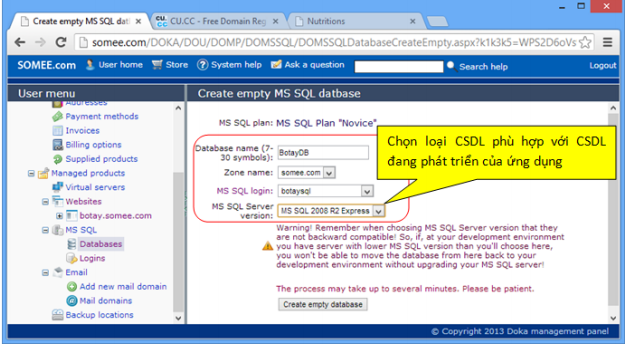 Create empty MS SQL dat
CU.CC - Free Domain Reg
Nutritions
somee.com/DOKA/DOU/DOMP/DOMSSQL/DOMSSQLDatabaseCreateEmpty.aspx?k1k3k5=WPS2D6oVs
SOMEE.com
User home
Store
System help
Ask a question
Search help
Logout
User menu
Addresses
Payment methods
Invoices
Billing options
Supplied products
Managed products
Virtual servers
Websites
botay.somee.com
MS SQL
Databases
Logins
Email
Add new mail domain
Mail domains
Backup locations
Create empty MS SQL datbase
MS SQL plan: MS SQL Plan "Novice"
Database name (7-
30 symbols): BotayDB
Zone name: somee.com
MS SQL login: botaysql
MS SQL Server
version: MS SQL 2008 R2 Express
Chọn loại CSDL phù hợp với CSDL
đang phát triển của ứng dụng
Warning! Remember when choosing MS SQL Server version that they
are not backward compatible! So, if, at your development environment
you have server with lower MS SQL version than you'll choose here,
you won't be able to move the database from here back to your
development environment without upgrading your MS SQL server!
The process may take up to several minutes. Please be patient.
Create empty database
© Copyright 2013 Doka management panel